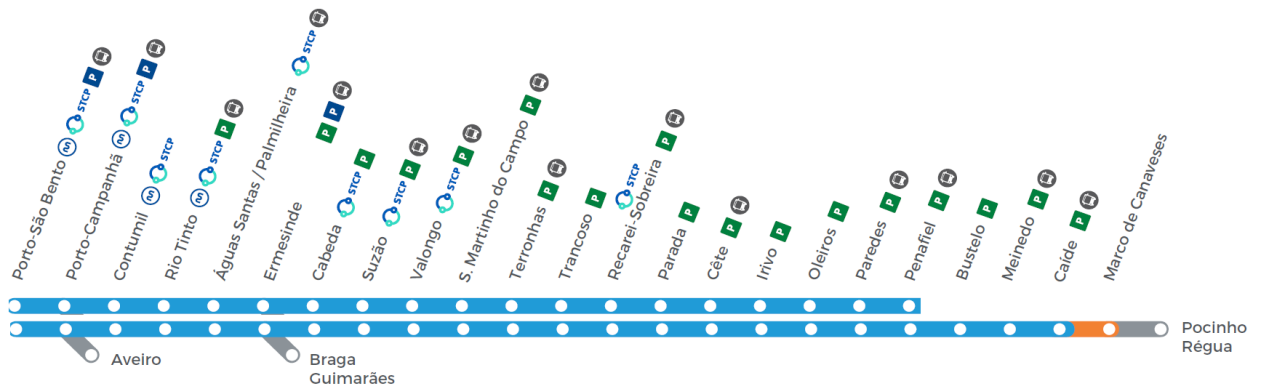 Porto-São Bento STCP P
Porto-Campanhã STCP P
Contumil STCP
Rio Tinto STCP P
Águas Santas / Palmilheira STCP
Ermesinde P P
Cabeda STCP P
Suzão STCP P
Valongo STCP P
S. Martinho do Campo P
Terronhas P
Trancoso P
Recarei-Sobreira STCP P
Parada P
Cête P
Irivo P
Oleiros P
Paredes P
Penafiel P
Bustelo P
Meinedo P
Caíde P
Marco de Canaveses
Aveiro
Braga
Guimarães
Pocinho
Régua